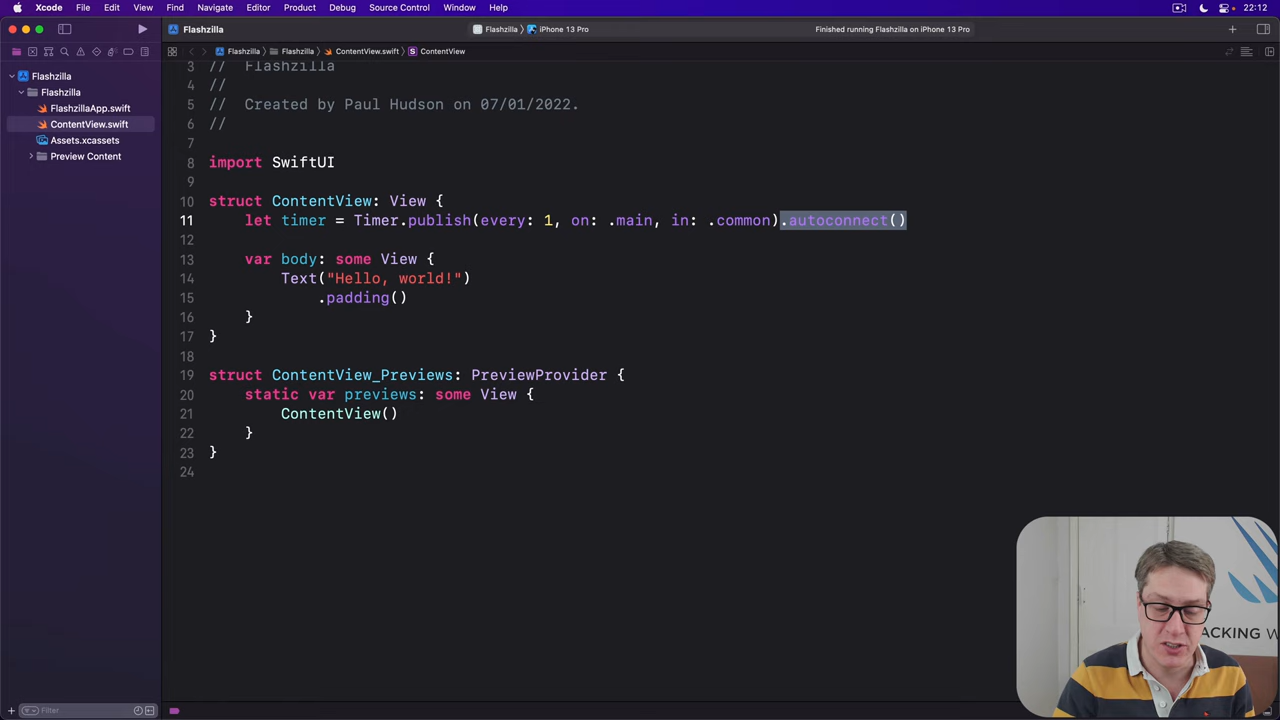 Xcode File Edit View Find Navigate Editor Product Debug Source Control Window Help 22:12
Flashzilla Flashzilla 〉 iPhone 13 Pro Finished running Flashzilla on iPhone 13 Pro
Flashzilla 〉 Flashzilla 〉 ContentView.swift 〉 S ContentView
Flashzilla
Flashzilla
FlashzillaApp.swift
ContentView.swift
Assets.xcassets
Preview Content
3 //  Flashzilla
4 //
5 //  Created by Paul Hudson on 07/01/2022.
6 //
7
8 import SwiftUI
9
10 struct ContentView: View {
11     let timer = Timer.publish(every: 1, on: .main, in: .common).autoconnect()
12
13     var body: some View {
14         Text("Hello, world!")
15             .padding()
16     }
17 }
18
19 struct ContentView_Previews: PreviewProvider {
20     static var previews: some View {
21         ContentView()
22     }
23 }
24
ACKING W
Filter